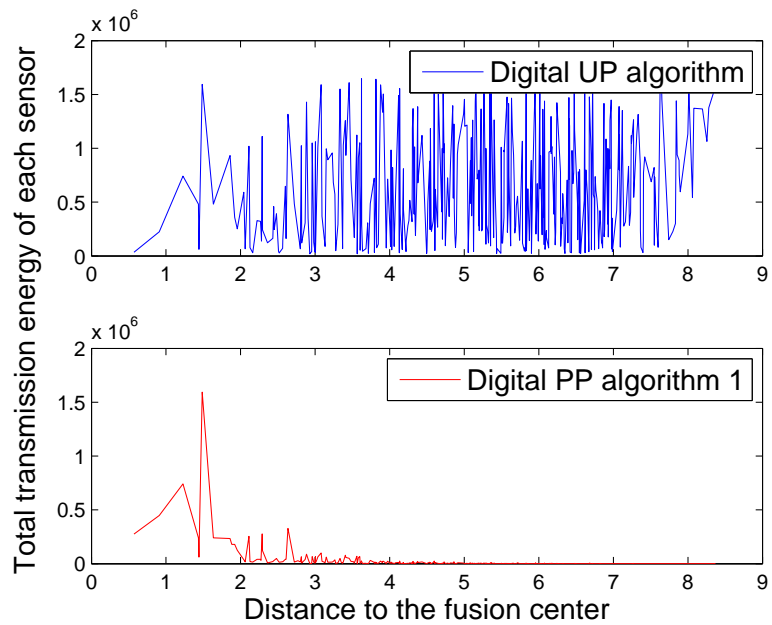 x 10^6
2
1.5
1
0.5
0
0 1 2 3 4 5 6 7 8 9
Digital UP algorithm
Total transmission energy of each sensor
x 10^6
2
1.5
1
0.5
0
0 1 2 3 4 5 6 7 8 9
Digital PP algorithm 1
Distance to the fusion center